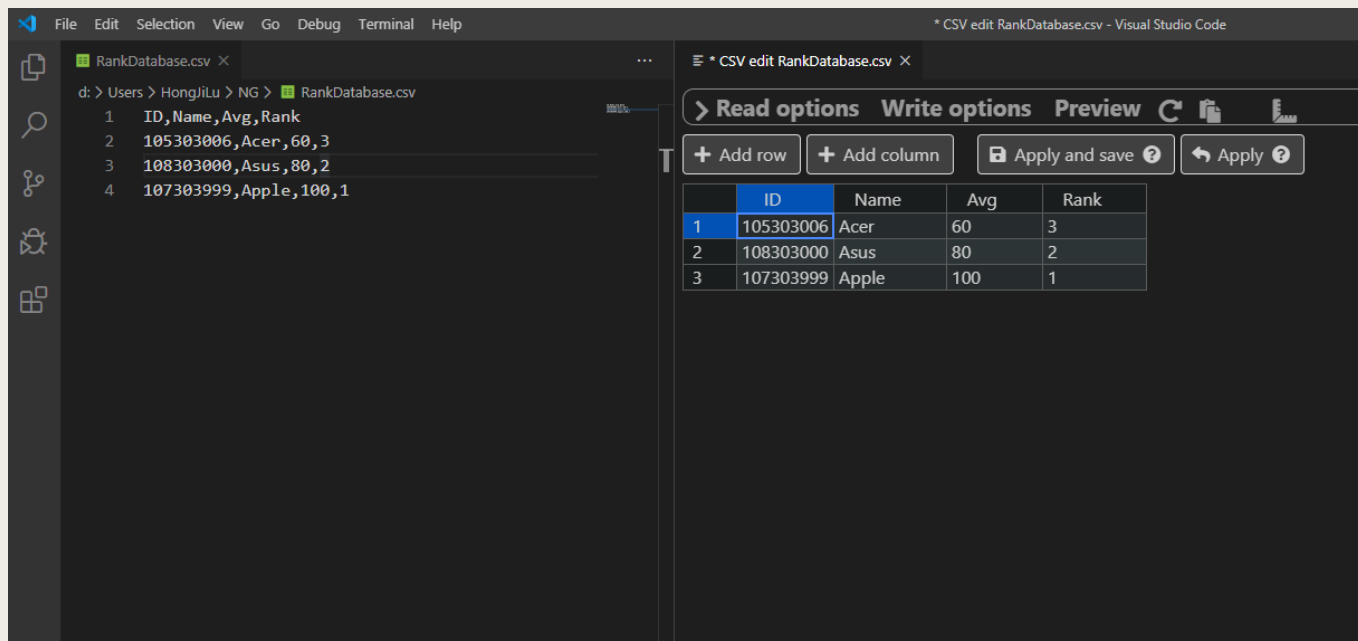 File Edit Selection View Go Debug Terminal Help * CSV edit RankDatabase.csv - Visual Studio Code
RankDatabase.csv
d: > Users > HongJiLu > NG > RankDatabase.csv
1 ID,Name,Avg,Rank
2 105303006,Acer,60,3
3 108303000,Asus,80,2
4 107303999,Apple,100,1
* CSV edit RankDatabase.csv
Read options Write options Preview
+ Add row + Add column Apply and save ? Apply ?
ID Name Avg Rank
1 105303006 Acer 60 3
2 108303000 Asus 80 2
3 107303999 Apple 100 1